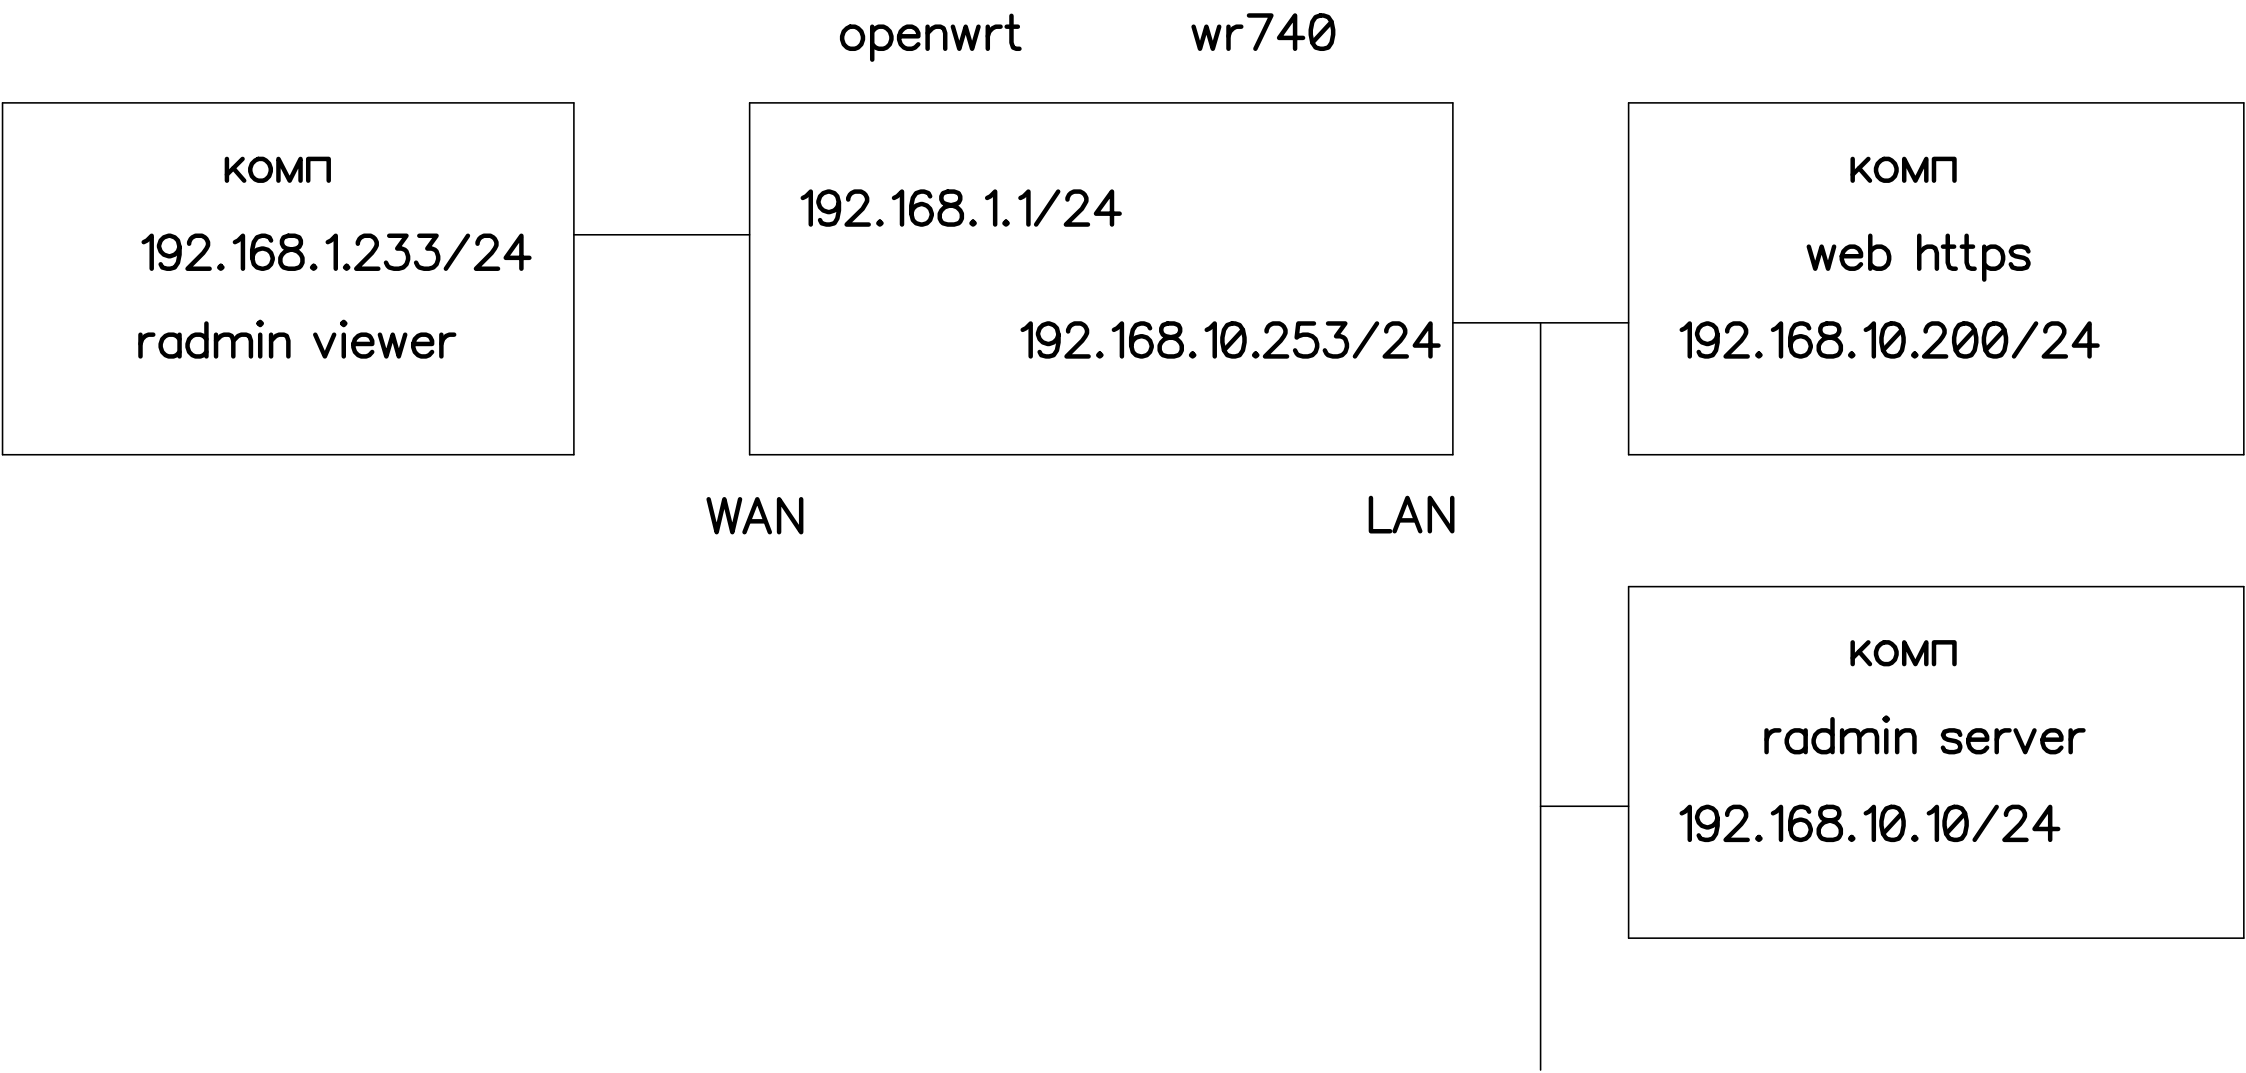 openwrt wr740
комп
192.168.1.233/24
radmin viewer
192.168.1.1/24
192.168.10.253/24
комп
web https
192.168.10.200/24
WAN
LAN
комп
radmin server
192.168.10.10/24